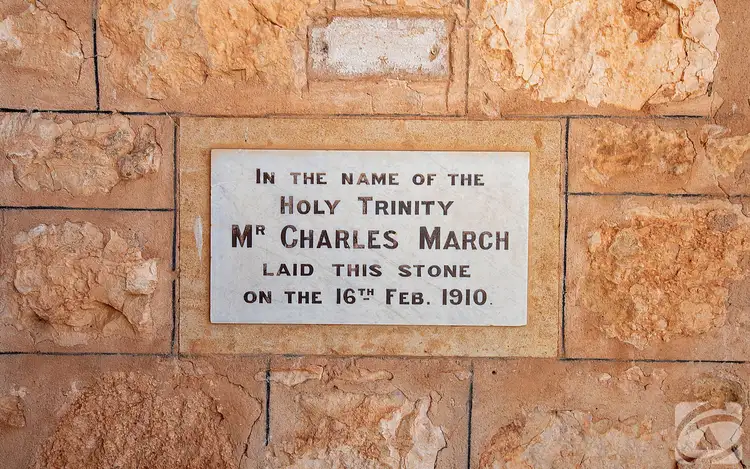 In the name of the
Holy Trinity
Mr Charles March
laid this stone
on the 16th Feb. 1910.